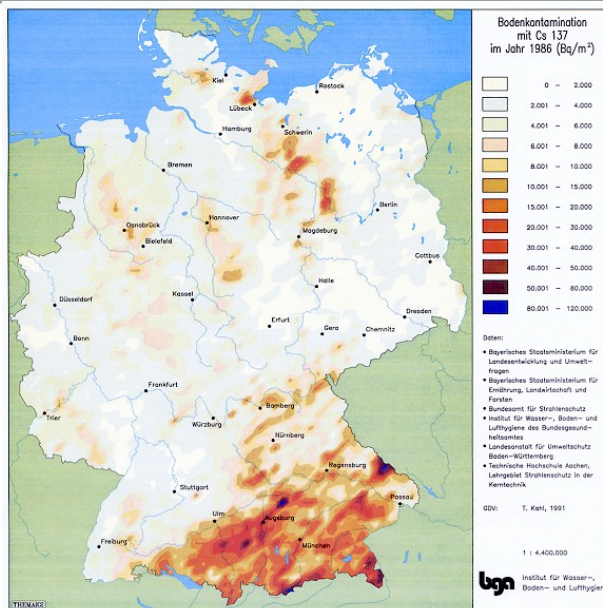 Bodenkontamination
mit Cs 137
im Jahr 1986 (Bq/m²)
0 – 2.000
2.001 – 4.000
4.001 – 6.000
6.001 – 8.000
8.001 – 10.000
10.001 – 15.000
15.001 – 20.000
20.001 – 30.000
30.001 – 40.000
40.001 – 50.000
50.001 – 80.000
80.001 – 120.000
Kiel
Rostock
Lübeck
Hamburg
Schwerin
Bremen
Berlin
Hannover
Osnabrück
Bielefeld
Magdeburg
Cottbus
Halle
Kassel
Düsseldorf
Dresden
Erfurt
Gera
Chemnitz
Bonn
Frankfurt
Bamberg
Trier
Würzburg
Nürnberg
Regensburg
Passau
Stuttgart
Ulm
Augsburg
München
Freiburg
Daten:
• Bayerisches Staatsministerium für
Landesentwicklung und Umwelt-
fragen
• Bayerisches Staatsministerium für
Ernährung, Landwirtschaft und
Forsten
• Bundesamt für Strahlenschutz
• Institut für Wasser-, Boden- und
Lufthygiene des Bundesgesund-
heitsamtes
• Landesanstalt für Umweltschutz
Baden-Württemberg
• Technische Hochschule Aachen,
Lehrgebiet Strahlenschutz in der
Kerntechnik
GDV: T. Kahl, 1991
1 : 4,400,000
bga
Institut für Wasser-,
Boden- und Lufthygiene
THEMAK2